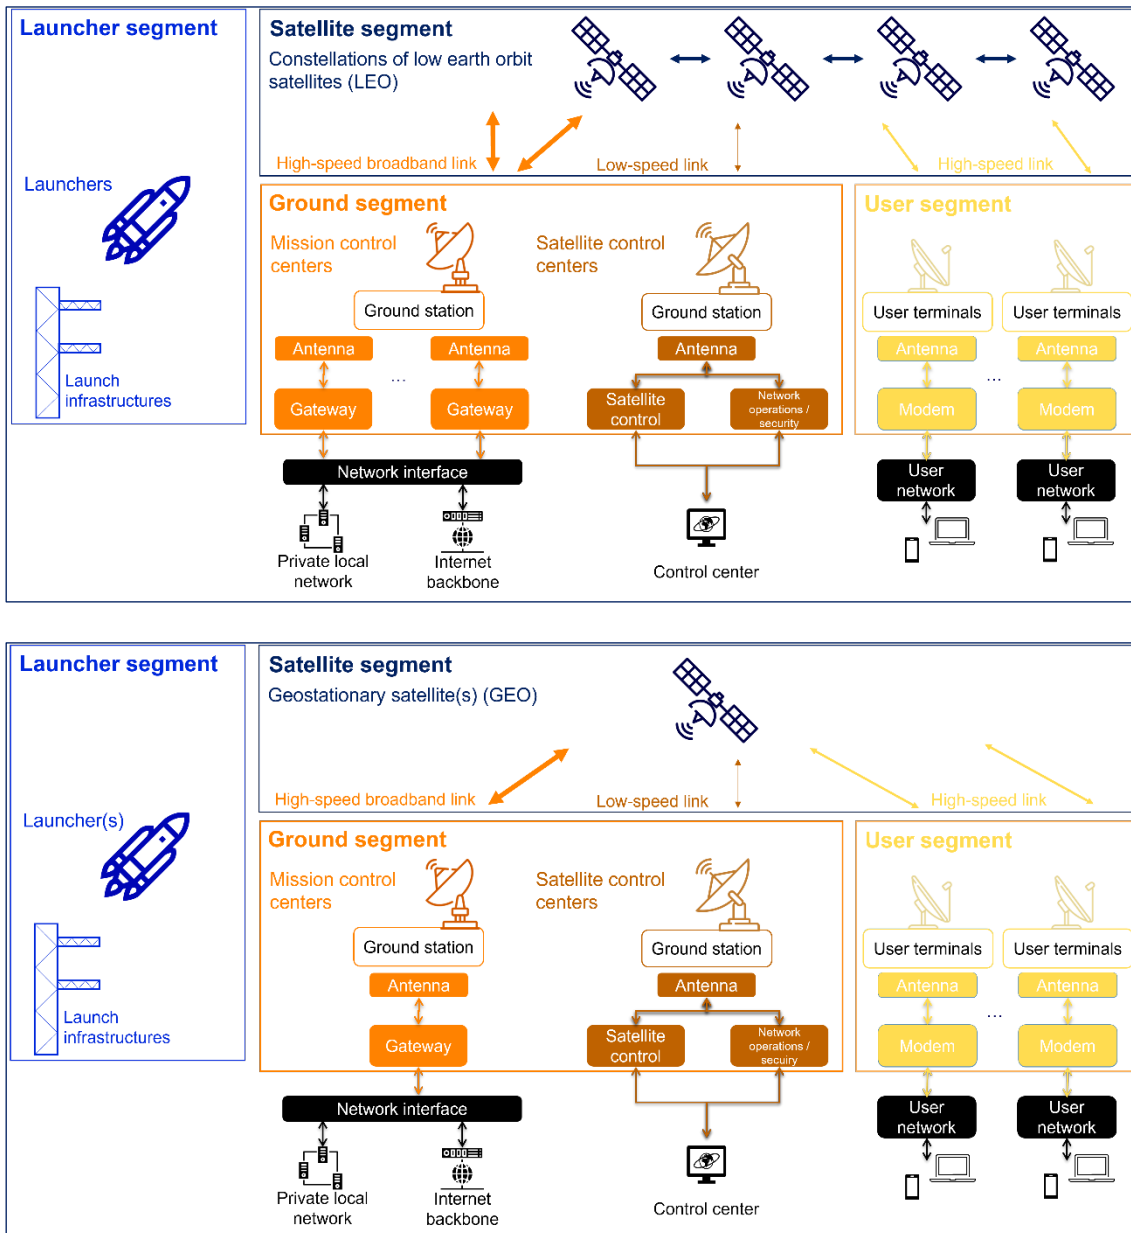 Launcher segment
Satellite segment
Constellations of low earth orbit
satellites (LEO)
High-speed broadband link
Low-speed link
High-speed link
Launchers
Launch
infrastructures
Ground segment
Mission control
centers
Ground station
Antenna
Antenna
...
Gateway
Gateway
Satellite control
centers
Ground station
Antenna
Satellite
control
Network
operations /
security
User segment
User terminals
User terminals
Antenna
Antenna
...
Modem
Modem
Network interface
User
network
User
network
Private local
network
Internet
backbone
Control center
Launcher segment
Satellite segment
Geostationary satellite(s) (GEO)
High-speed broadband link
Low-speed link
High-speed link
Launcher(s)
Launch
infrastructures
Ground segment
Mission control
centers
Ground station
Antenna
Gateway
Satellite control
centers
Ground station
Antenna
Satellite
control
Network
operations /
secuiry
User segment
User terminals
User terminals
Antenna
Antenna
...
Modem
Modem
Network interface
User
network
User
network
Private local
network
Internet
backbone
Control center